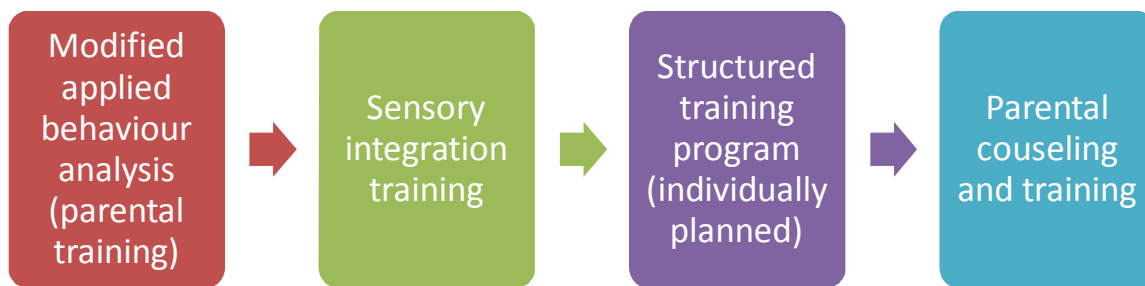 Modified
applied
behaviour
analysis
(parental
training)
Sensory
integration
training
Structured
training
program
(individually
planned)
Parental
couseling
and training